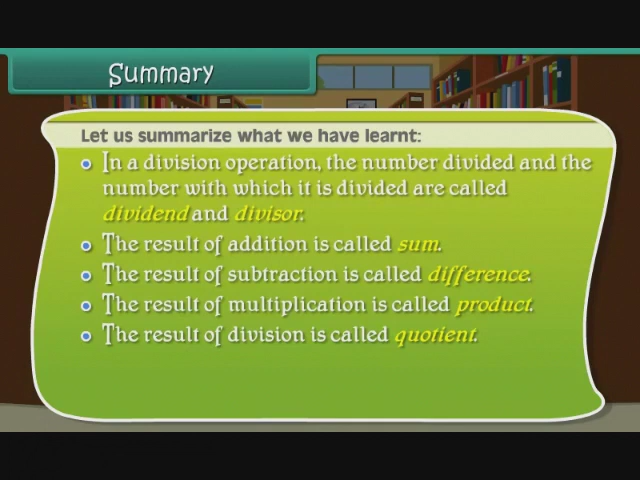 Summary
Let us summarize what we have learnt:
In a division operation, the number divided and the
number with which it is divided are called
dividend and divisor.
The result of addition is called sum.
The result of subtraction is called difference.
The result of multiplication is called product.
The result of division is called quotient.